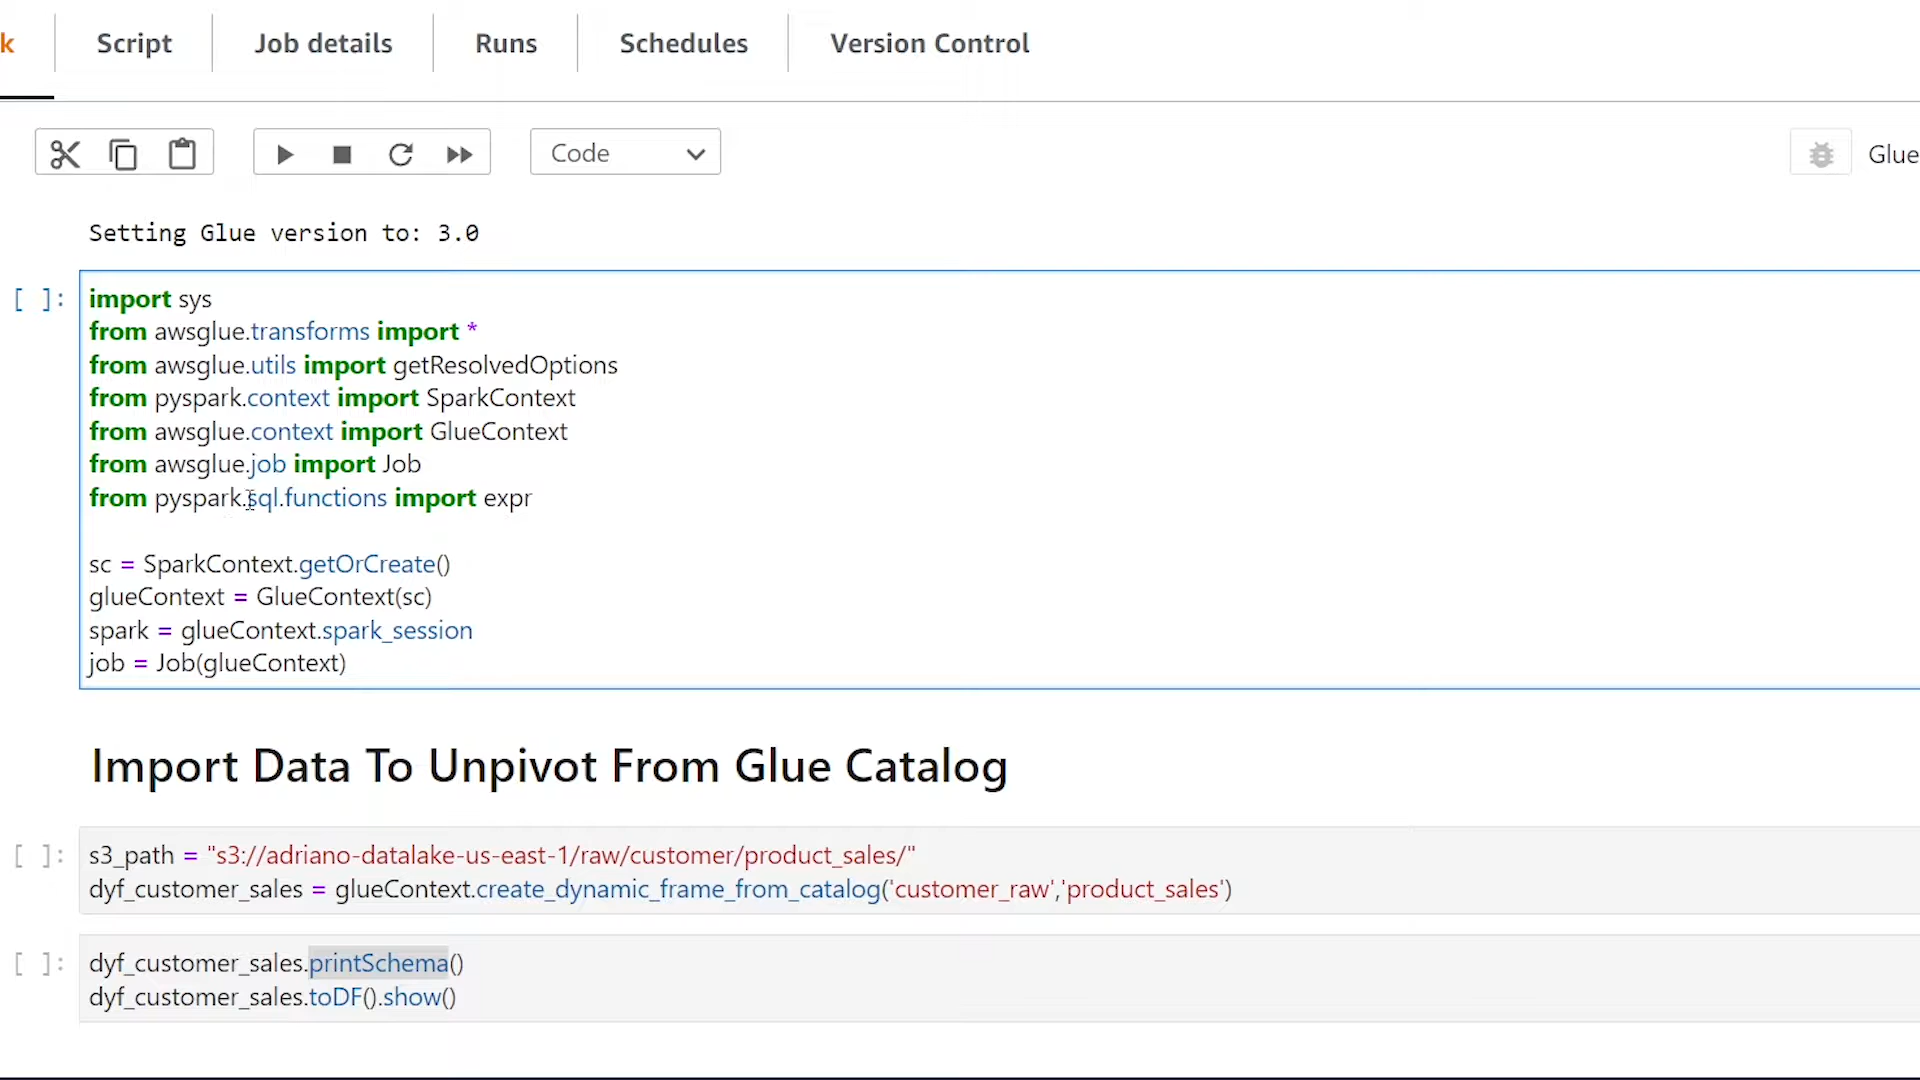 k
Script
Job details
Runs
Schedules
Version Control
Code
Glue
Setting Glue version to: 3.0
[ ]:
import sys
from awsglue.transforms import *
from awsglue.utils import getResolvedOptions
from pyspark.context import SparkContext
from awsglue.context import GlueContext
from awsglue.job import Job
from pyspark.sql.functions import expr
sc = SparkContext.getOrCreate()
glueContext = GlueContext(sc)
spark = glueContext.spark_session
job = Job(glueContext)
Import Data To Unpivot From Glue Catalog
[ ]:
s3_path = "s3://adriano-datalake-us-east-1/raw/customer/product_sales/"
dyf_customer_sales = glueContext.create_dynamic_frame_from_catalog('customer_raw','product_sales')
[ ]:
dyf_customer_sales.printSchema()
dyf_customer_sales.toDF().show()